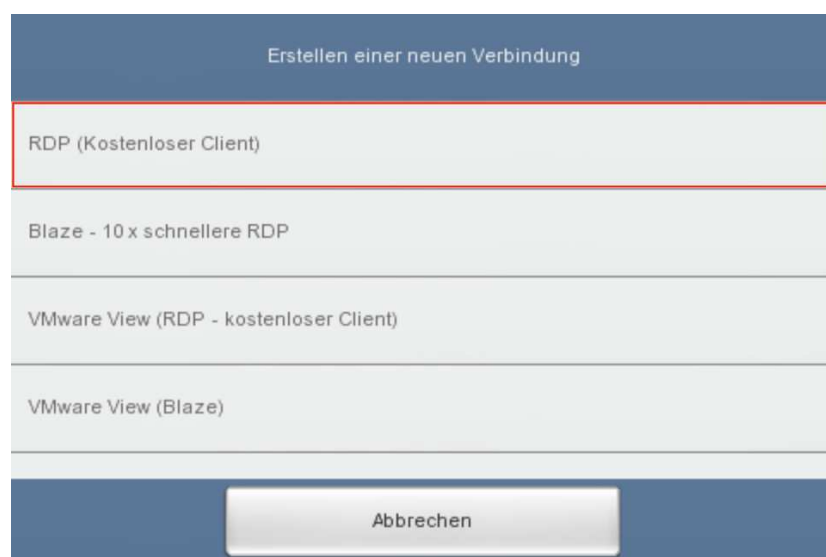 Erstellen einer neuen Verbindung
RDP (Kostenloser Client)
Blaze - 10 x schnellere RDP
VMware View (RDP - kostenloser Client)
VMware View (Blaze)
Abbrechen